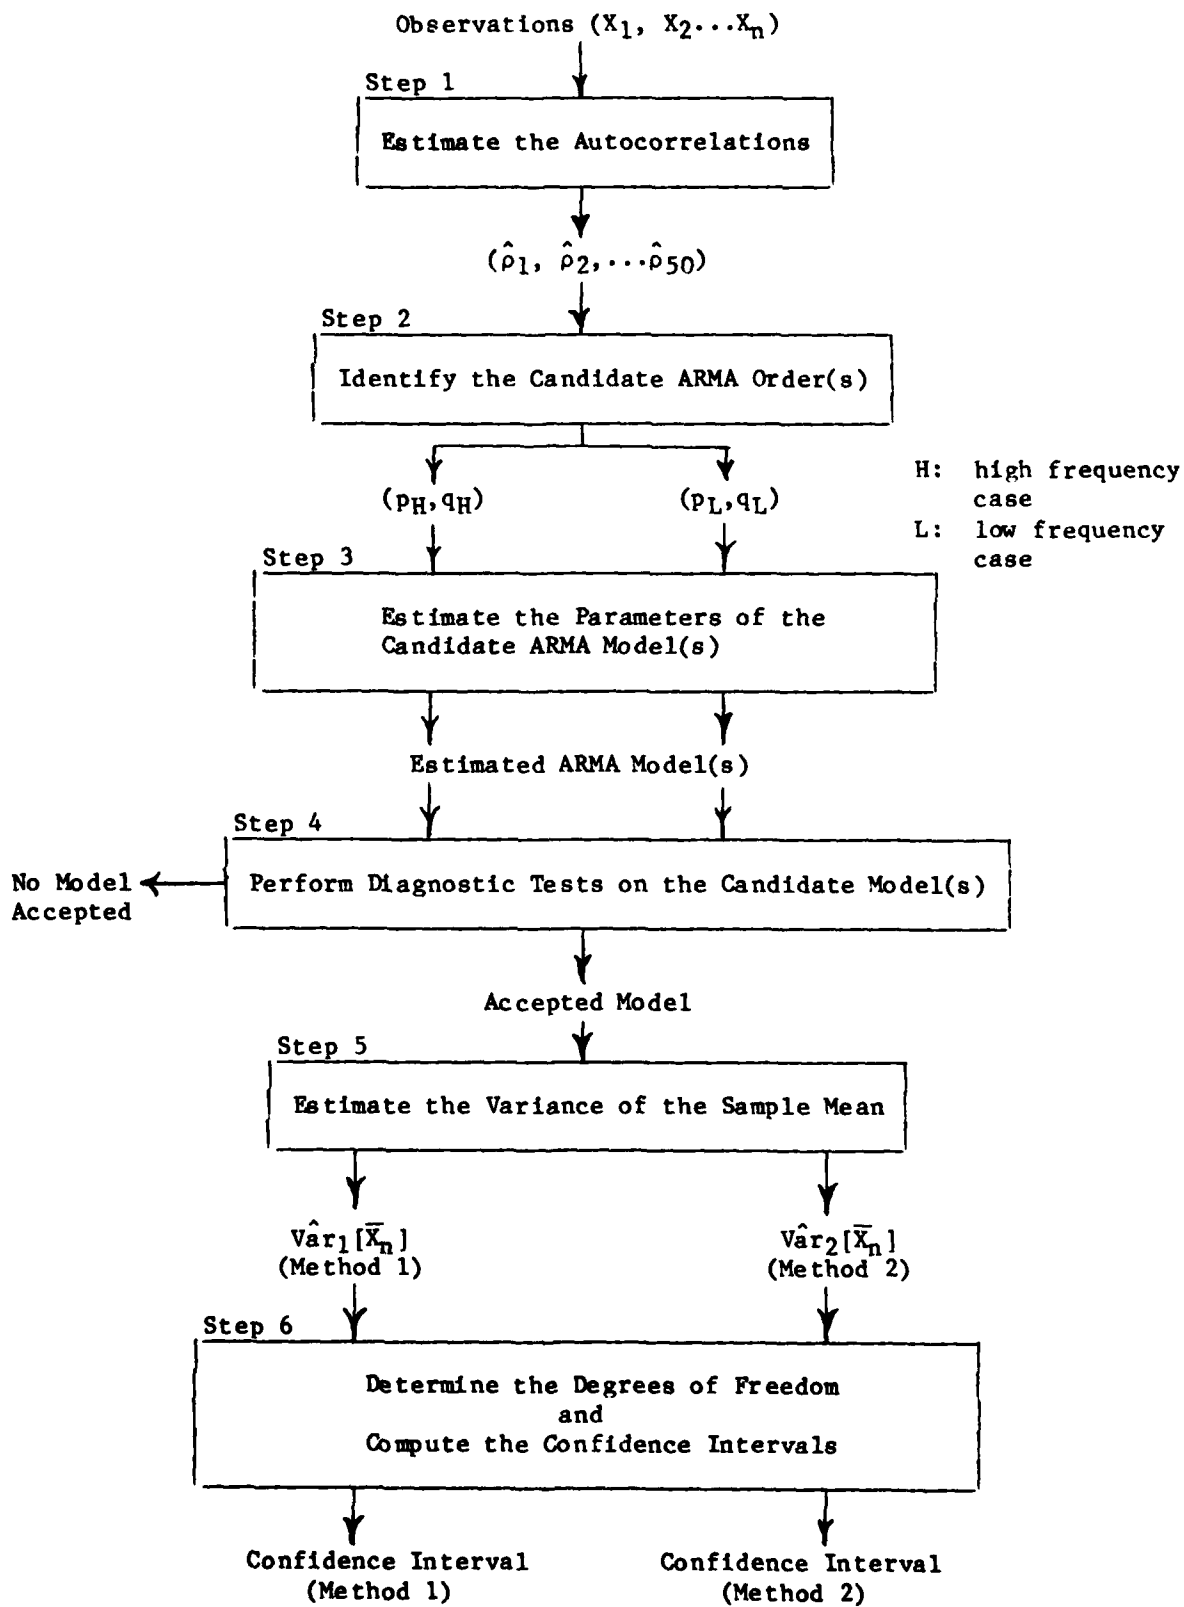 Observations (X₁, X₂...Xₙ)
Step 1
Estimate the Autocorrelations
(ρ̂₁, ρ̂₂,...ρ̂₅₀)
Step 2
Identify the Candidate ARMA Order(s)
(p_H,q_H) (p_L,q_L)
H: high frequency
case
L: low frequency
case
Step 3
Estimate the Parameters of the
Candidate ARMA Model(s)
Estimated ARMA Model(s)
Step 4
Perform Diagnostic Tests on the Candidate Model(s)
No Model
Accepted
Accepted Model
Step 5
Estimate the Variance of the Sample Mean
Vâr₁[X̄ₙ] Vâr₂[X̄ₙ]
(Method 1) (Method 2)
Step 6
Determine the Degrees of Freedom
and
Compute the Confidence Intervals
Confidence Interval Confidence Interval
(Method 1) (Method 2)